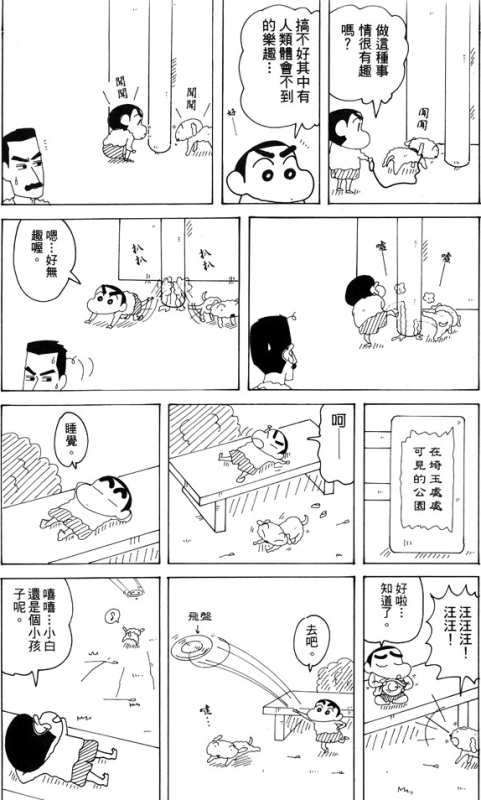 做這種事
情很有趣
嗎？
聞聞
搞不好其中有
人類體會不到
的樂趣…
好
聞聞
聞聞
噓
噓
扒扒
扒扒
嗯…好無
趣喔。
在埼玉處處
可見的公園
呵——
睡覺。
汪汪汪！
汪汪！
好啦…
知道了。
去吧。
飛盤
嘻嘻…小白
還是個小孩
子呢。